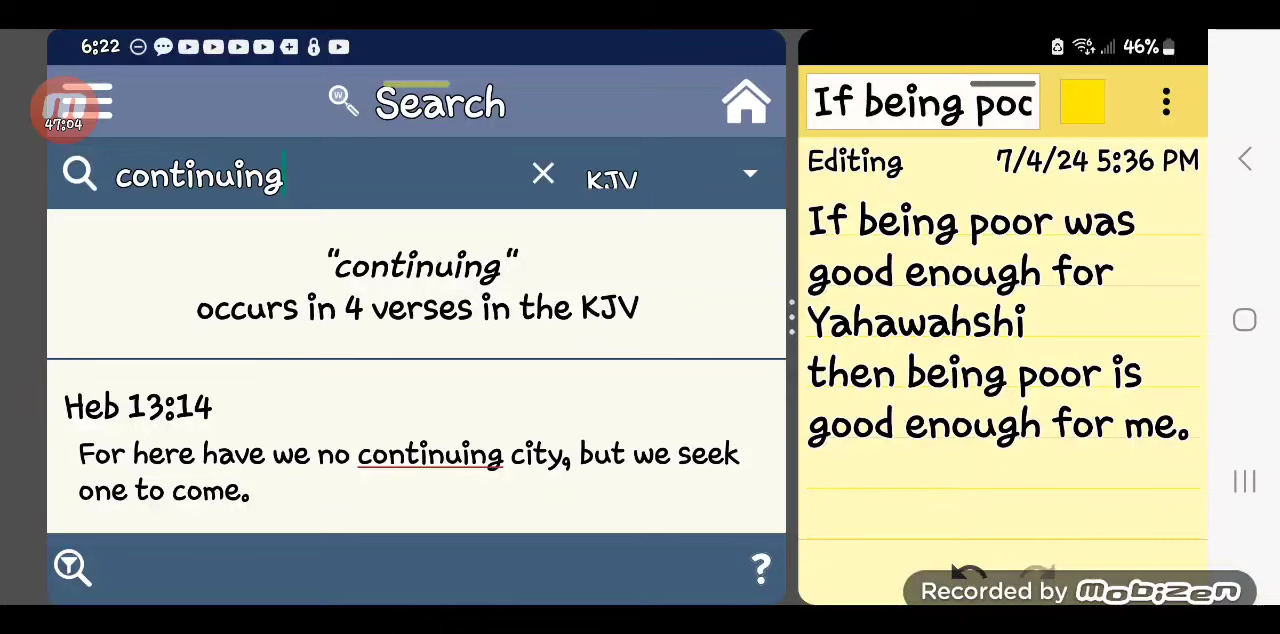 6:22
46%
47:04
Search
If being poc
continuing
KJV
Editing
7/4/24 5:36 PM
"continuing"
occurs in 4 verses in the KJV
If being poor was
good enough for
Yahawahshi
then being poor is
good enough for me.
Heb 13:14
For here have we no continuing city, but we seek
one to come.
?
Recorded by mobizen